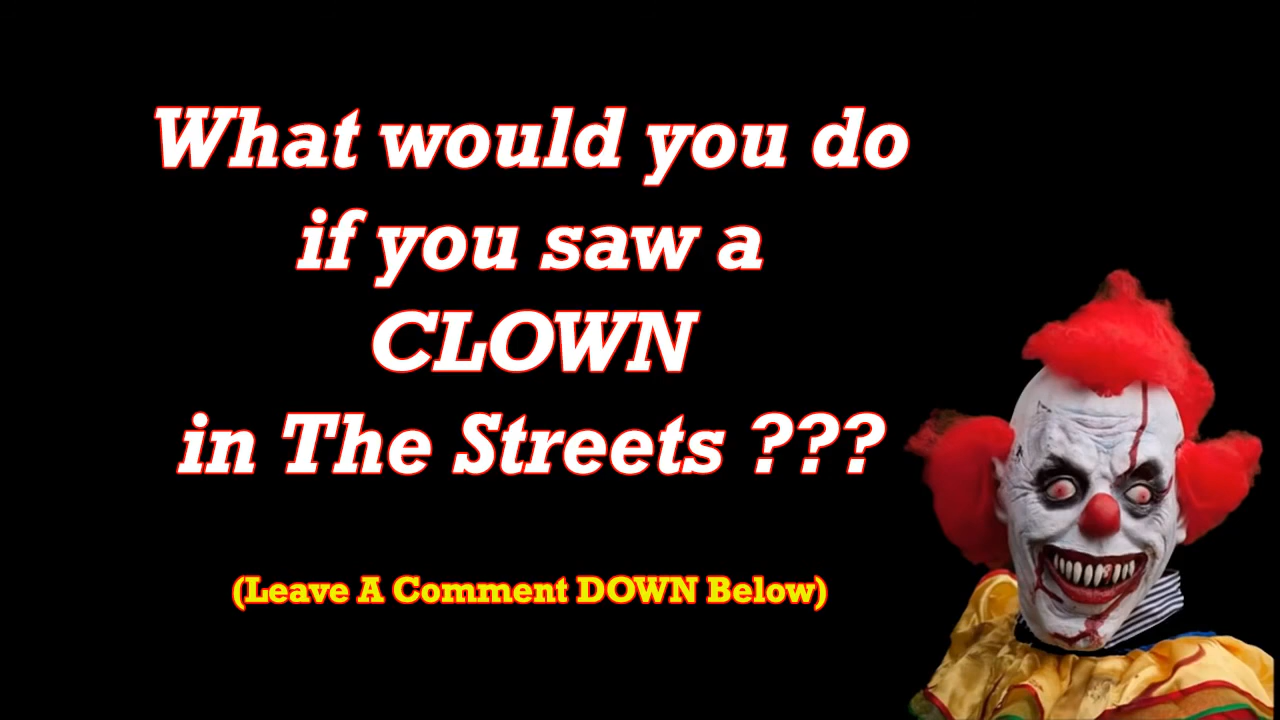 What would you do
if you saw a
CLOWN
in The Streets ???
(Leave A Comment DOWN Below)